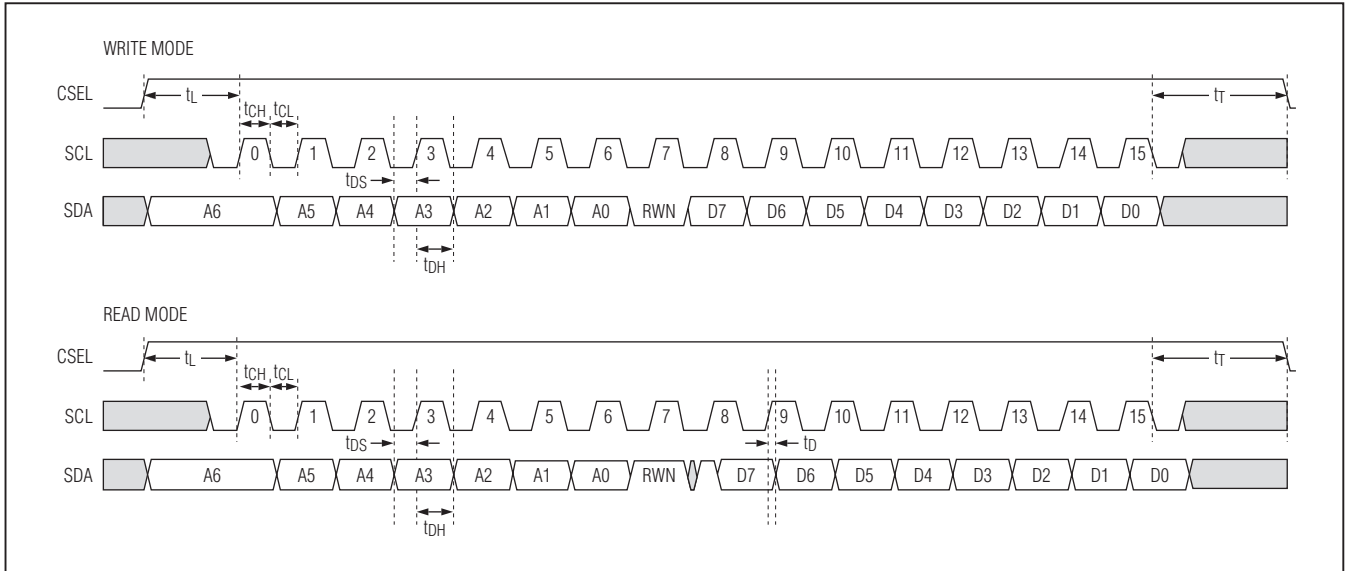 WRITE MODE
CSEL tL tT
tCH tCL
SCL 0 1 2 3 4 5 6 7 8 9 10 11 12 13 14 15
tDS
SDA A6 A5 A4 A3 A2 A1 A0 RWN D7 D6 D5 D4 D3 D2 D1 D0
tDH
READ MODE
CSEL tL tT
tCH tCL
SCL 0 1 2 3 4 5 6 7 8 9 10 11 12 13 14 15
tDS tD
SDA A6 A5 A4 A3 A2 A1 A0 RWN D7 D6 D5 D4 D3 D2 D1 D0
tDH